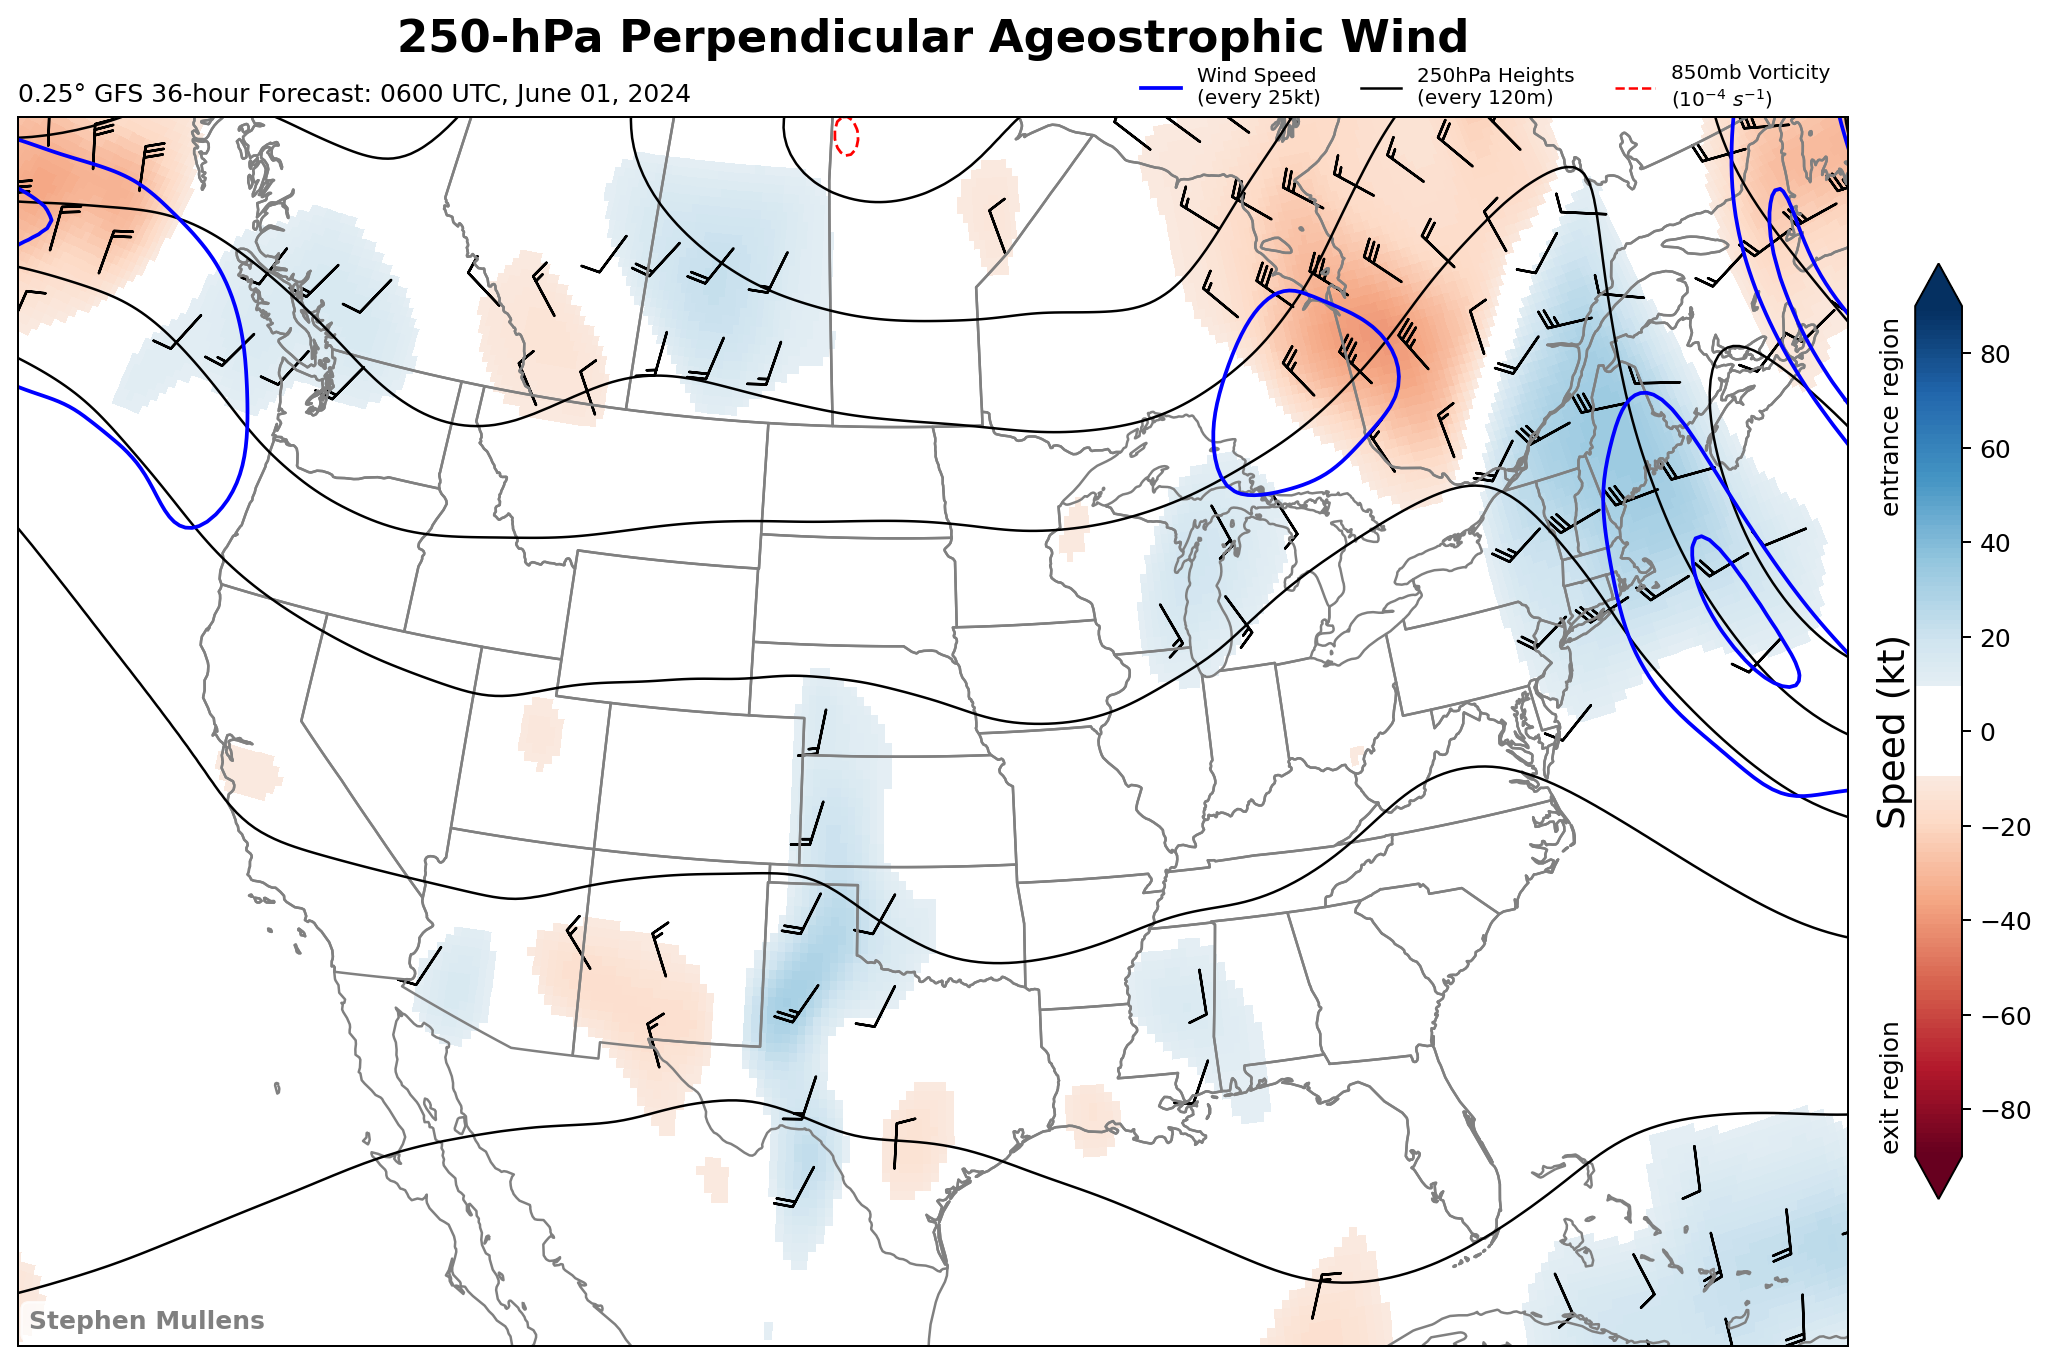 250-hPa Perpendicular Ageostrophic Wind
0.25° GFS 36-hour Forecast: 0600 UTC, June 01, 2024
Wind Speed
(every 25kt)
250hPa Heights
(every 120m)
850mb Vorticity
(10⁻⁴ s⁻¹)
entrance region
Speed (kt)
exit region
80
60
40
20
0
−20
−40
−60
−80
Stephen Mullens